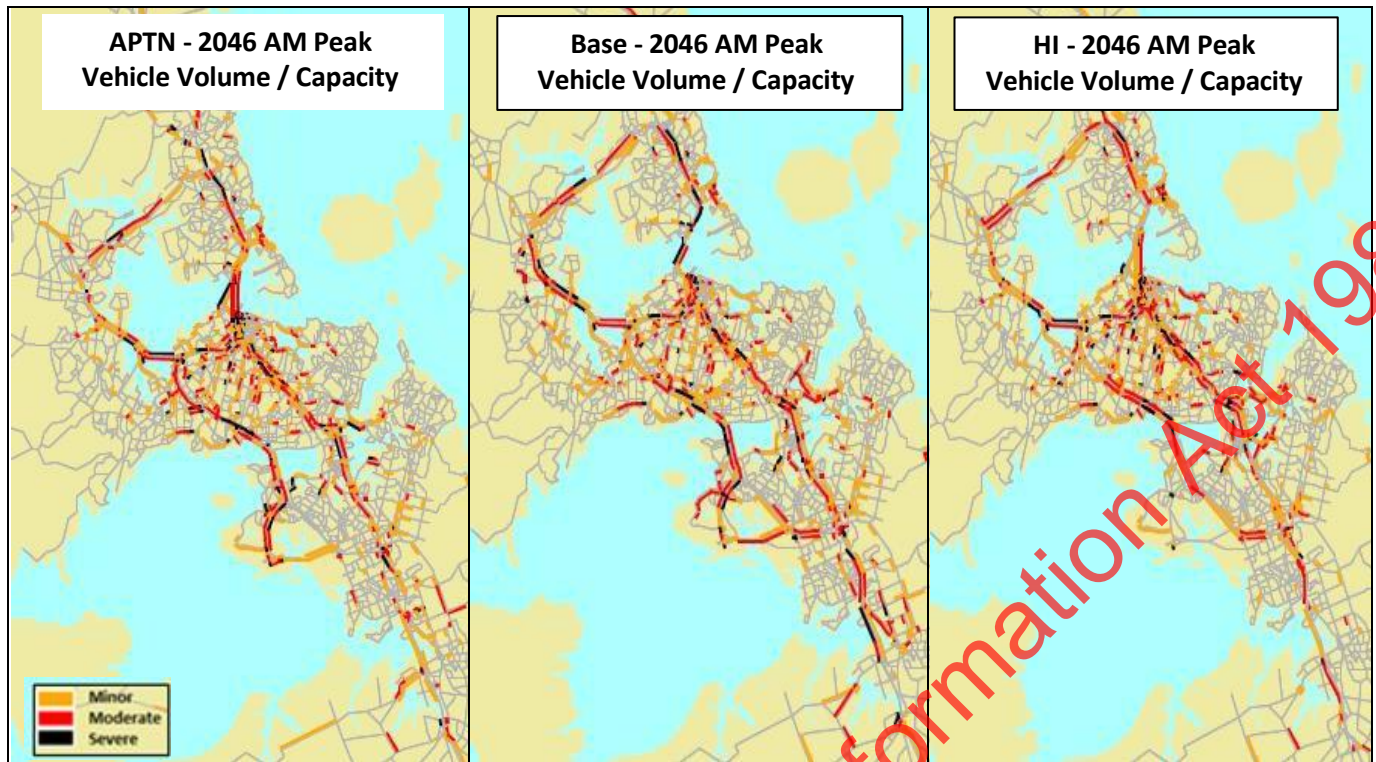 APTN - 2046 AM Peak
Vehicle Volume / Capacity
Base - 2046 AM Peak
Vehicle Volume / Capacity
HI - 2046 AM Peak
Vehicle Volume / Capacity
Minor
Moderate
Severe
formation Act 198